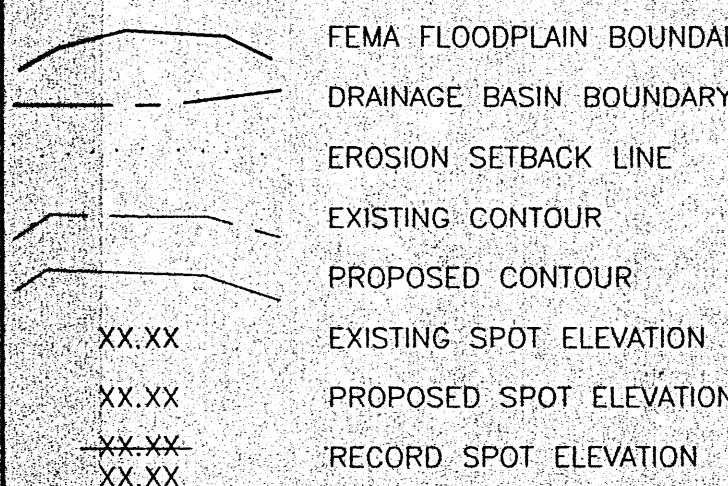 FEMA FLOODPLAIN BOUNDAR
DRAINAGE BASIN BOUNDARY
EROSION SETBACK LINE
EXISTING CONTOUR
PROPOSED CONTOUR
XX.XX EXISTING SPOT ELEVATION
XX.XX PROPOSED SPOT ELEVATION
XX.XX RECORD SPOT ELEVATION
XX.XX